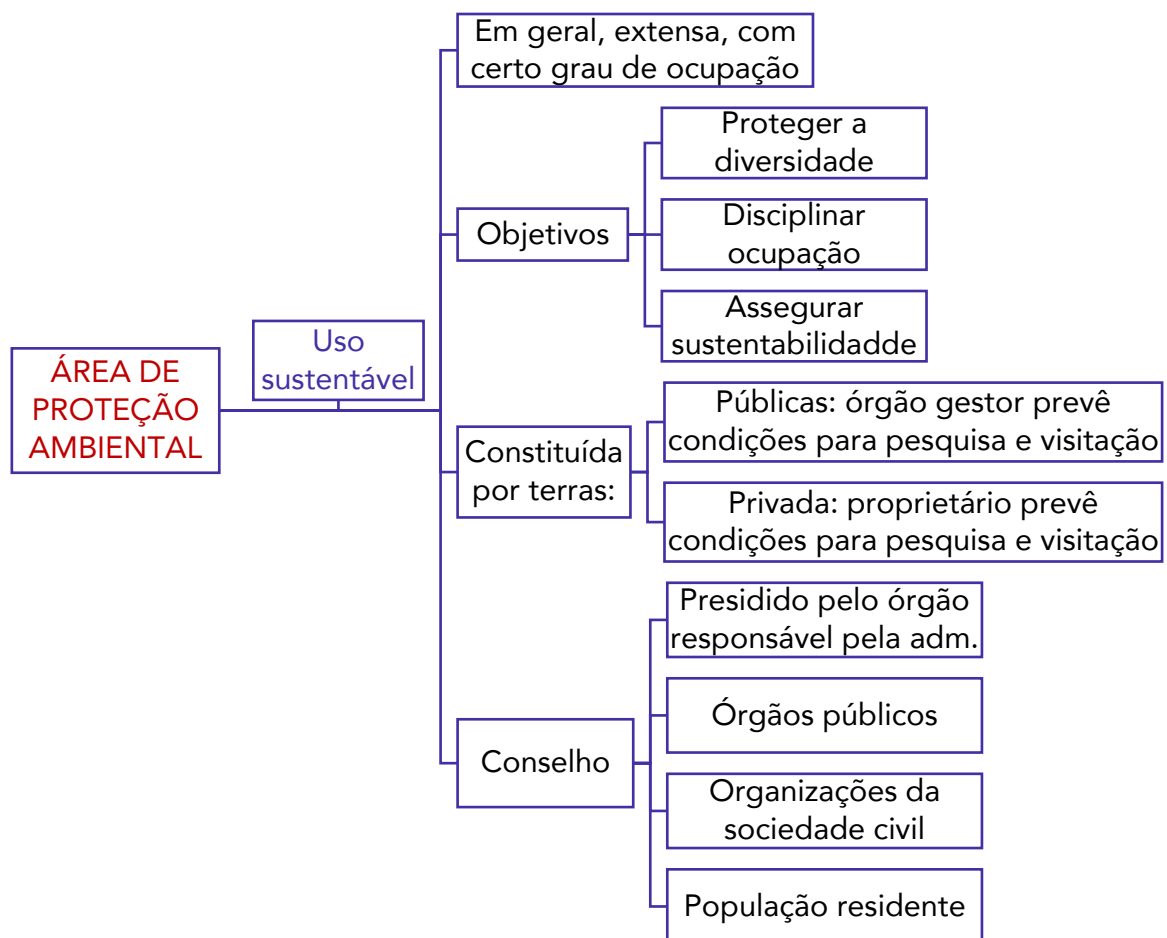 ÁREA DE
PROTEÇÃO
AMBIENTAL
Uso
sustentável
Em geral, extensa, com
certo grau de ocupação
Objetivos
Proteger a
diversidade
Disciplinar
ocupação
Assegurar
sustentabilidadde
Constituída
por terras:
Públicas: órgão gestor prevê
condições para pesquisa e visitação
Privada: proprietário prevê
condições para pesquisa e visitação
Conselho
Presidido pelo órgão
responsável pela adm.
Órgãos públicos
Organizações da
sociedade civil
População residente